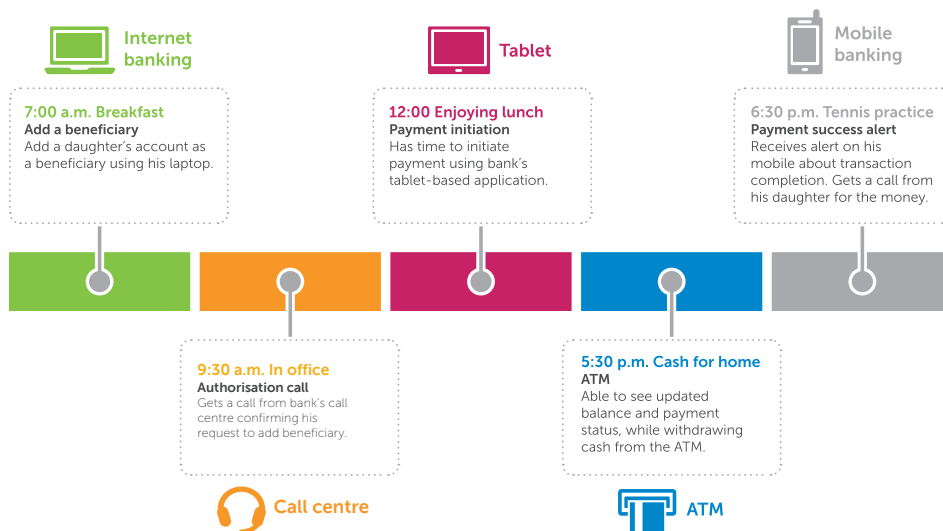 Internet
banking
7:00 a.m. Breakfast
Add a beneficiary
Add a daughter’s account as
a beneficiary using his laptop.
Tablet
12:00 Enjoying lunch
Payment initiation
Has time to initiate
payment using bank’s
tablet-based application.
Mobile
banking
6:30 p.m. Tennis practice
Payment success alert
Receives alert on his
mobile about transaction
completion. Gets a call from
his daughter for the money.
9:30 a.m. In office
Authorisation call
Gets a call from bank’s call
centre confirming his
request to add beneficiary.
Call centre
5:30 p.m. Cash for home
ATM
Able to see updated
balance and payment
status, while withdrawing
cash from the ATM.
ATM